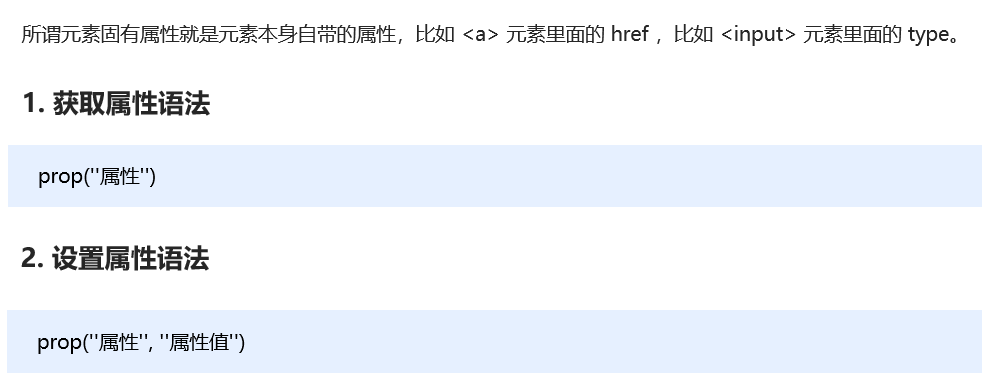 所谓元素固有属性就是元素本身自带的属性，比如 <a> 元素里面的 href ，比如 <input> 元素里面的 type。
1. 获取属性语法
prop(''属性'')
2. 设置属性语法
prop(''属性'', ''属性值'')